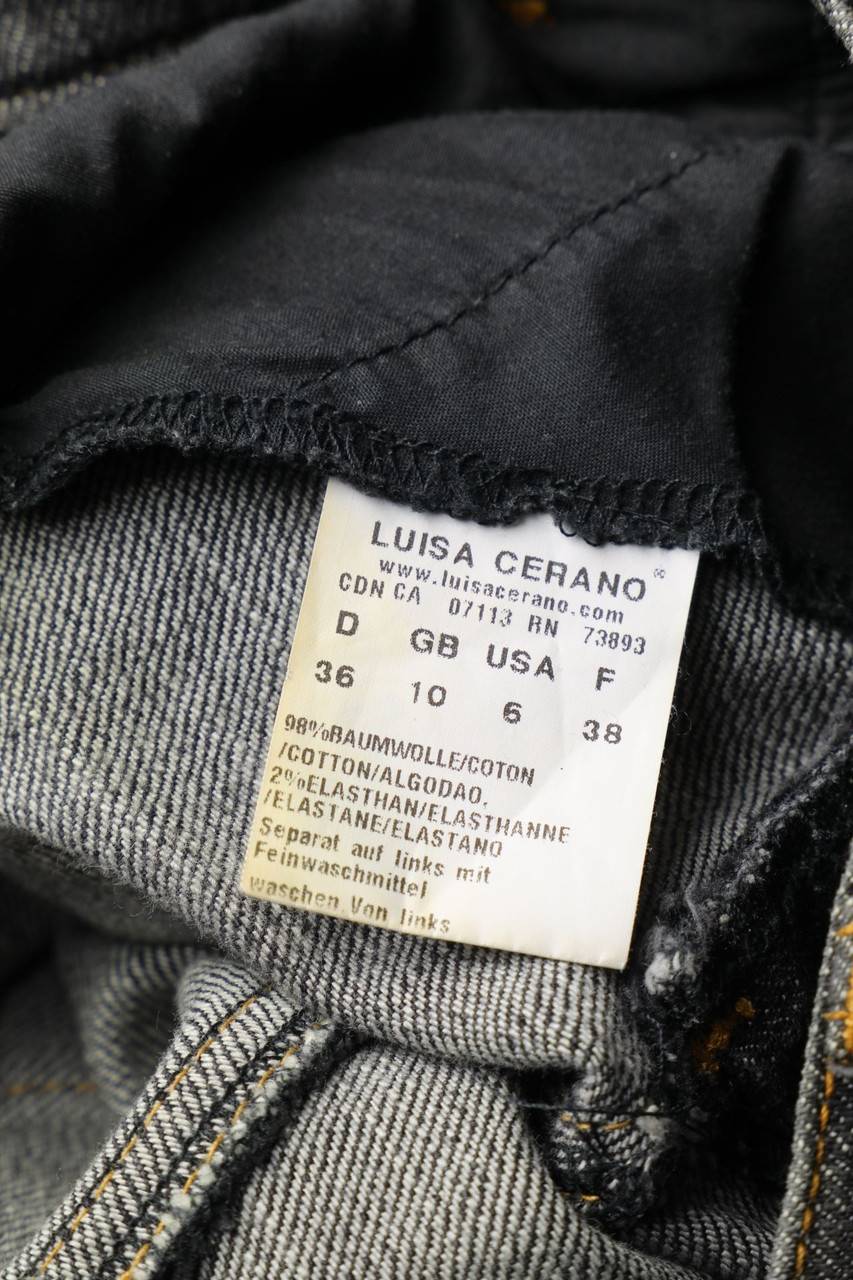 LUISA CERANO®
www.luisacerano.com
CDN CA 07113 RN 73893
D GB USA F
36 10 6 38
98%BAUMWOLLE/COTON
/COTTON/ALGODAO,
2%ELASTHAN/ELASTHANNE
/ELASTANE/ELASTANO
Separat auf links mit
Feinwaschmittel
waschen.Von links